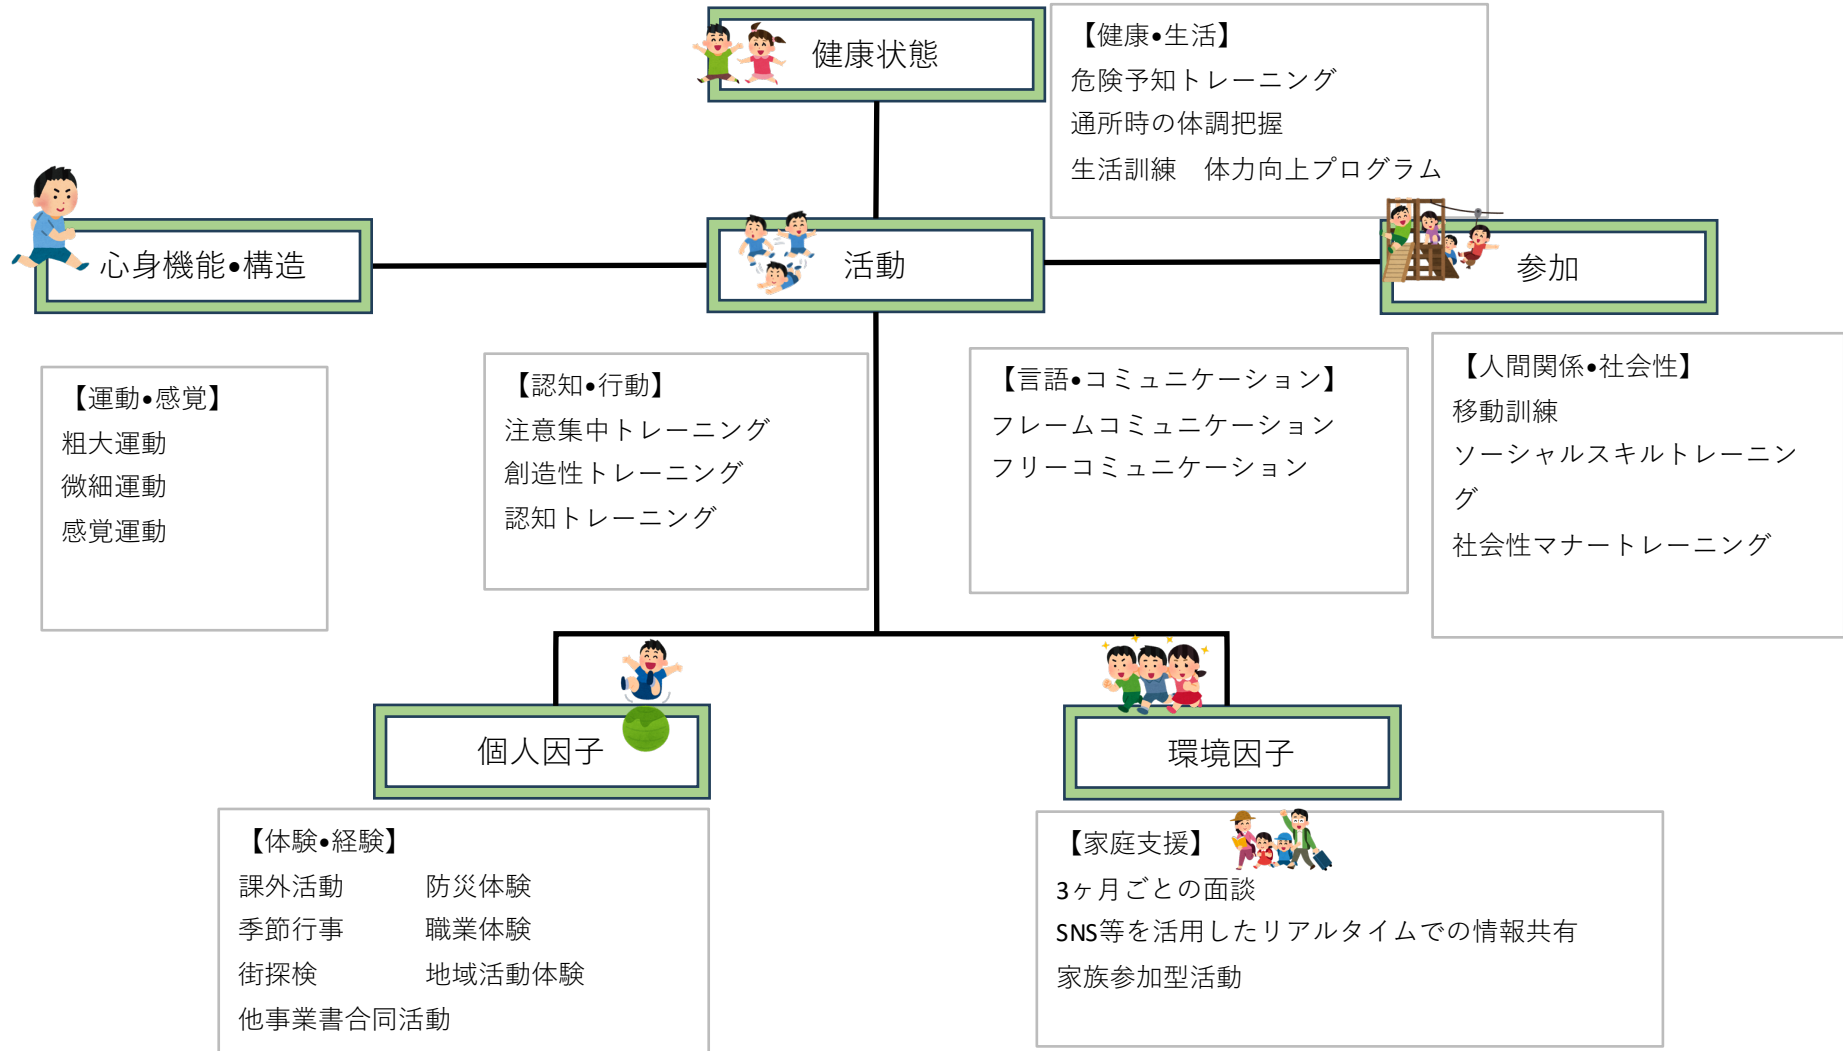 健康状態
【健康•生活】
危険予知トレーニング
通所時の体調把握
生活訓練　体力向上プログラム
心身機能•構造
活動
参加
【運動•感覚】
粗大運動
微細運動
感覚運動
【認知•行動】
注意集中トレーニング
創造性トレーニング
認知トレーニング
【言語•コミュニケーション】
フレームコミュニケーション
フリーコミュニケーション
【人間関係•社会性】
移動訓練
ソーシャルスキルトレーニン
グ
社会性マナートレーニング
個人因子
環境因子
【体験•経験】
課外活動　　　防災体験
季節行事　　　職業体験
街探検　　　　地域活動体験
他事業書合同活動
【家庭支援】
3ヶ月ごとの面談
SNS等を活用したリアルタイムでの情報共有
家族参加型活動